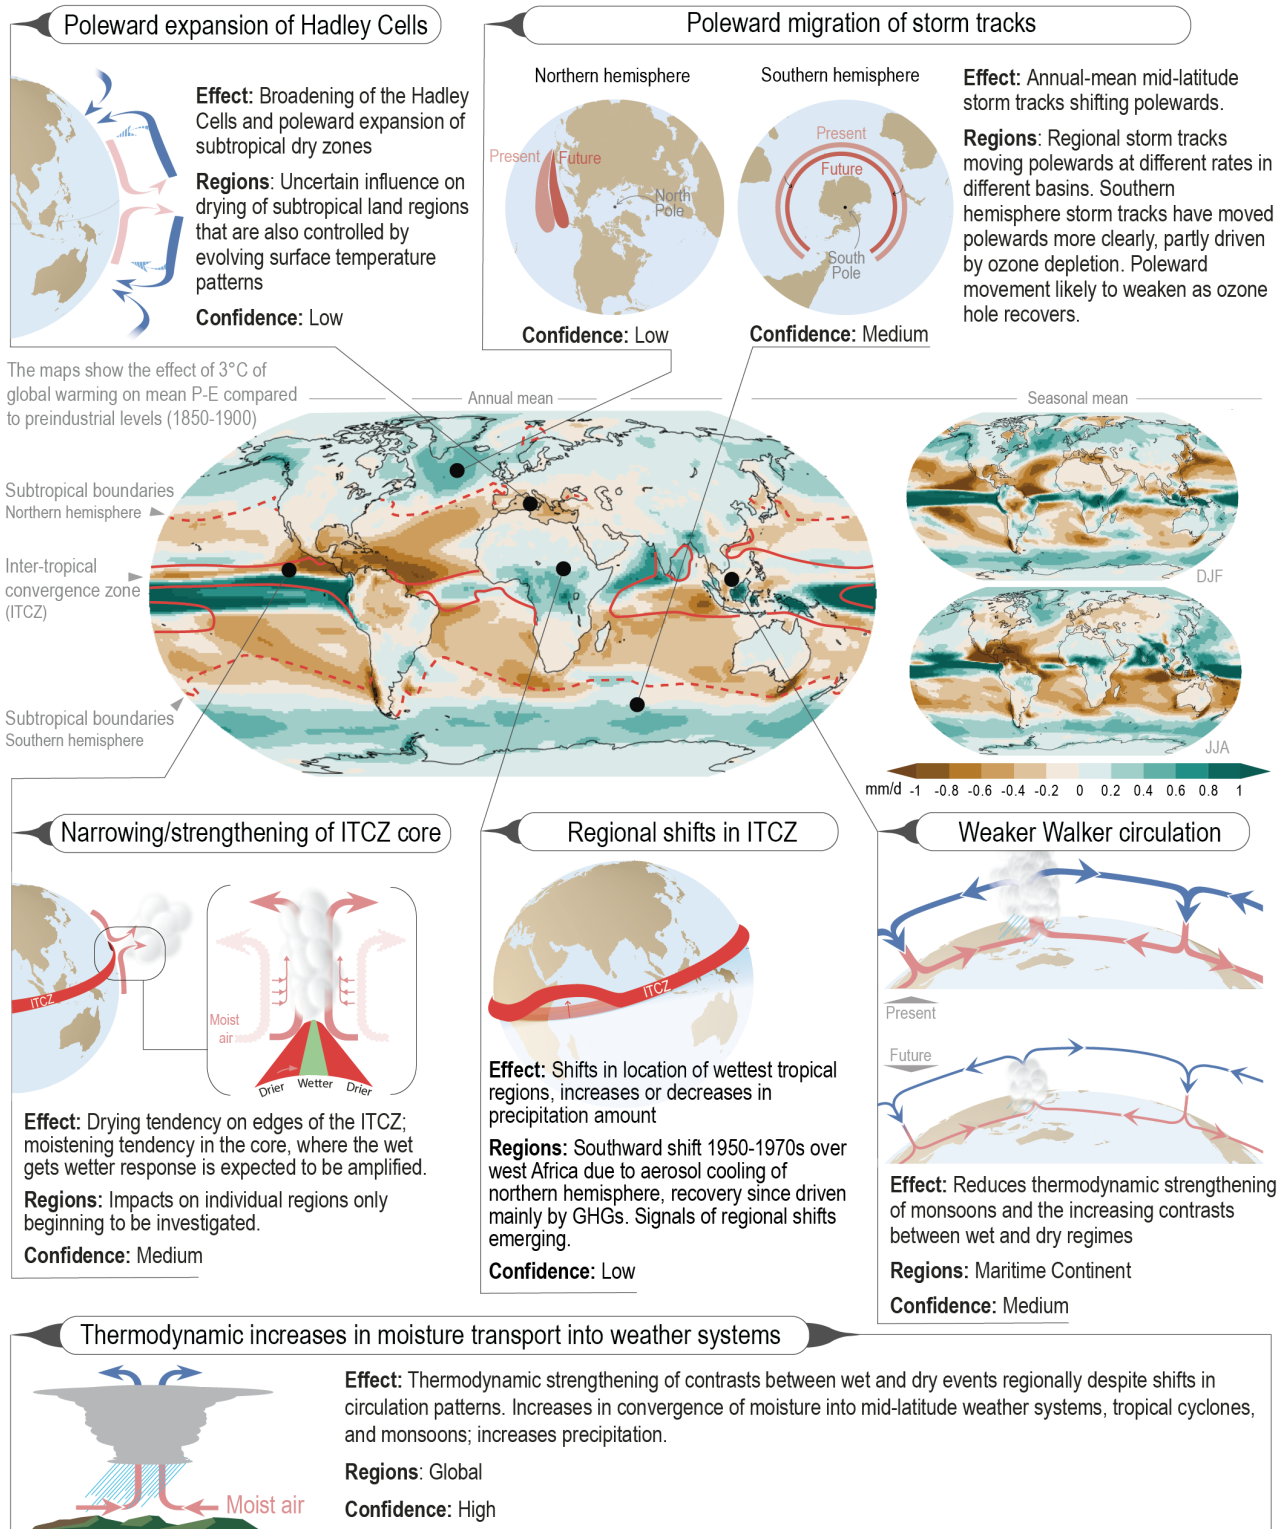 Poleward expansion of Hadley Cells
Effect: Broadening of the Hadley
Cells and poleward expansion of
subtropical dry zones
Regions: Uncertain influence on
drying of subtropical land regions
that are also controlled by
evolving surface temperature
patterns
Confidence: Low
Poleward migration of storm tracks
Northern hemisphere
Present
Future
North
Pole
Confidence: Low
Southern hemisphere
Present
Future
South
Pole
Confidence: Medium
Effect: Annual-mean mid-latitude
storm tracks shifting polewards.
Regions: Regional storm tracks
moving polewards at different rates in
different basins. Southern
hemisphere storm tracks have moved
polewards more clearly, partly driven
by ozone depletion. Poleward
movement likely to weaken as ozone
hole recovers.
The maps show the effect of 3°C of
global warming on mean P-E compared
to preindustrial levels (1850-1900)
Annual mean
Seasonal mean
Subtropical boundaries
Northern hemisphere
Inter-tropical
convergence zone
(ITCZ)
Subtropical boundaries
Southern hemisphere
DJF
JJA
mm/d -1 -0.8 -0.6 -0.4 -0.2 0 0.2 0.4 0.6 0.8 1
Narrowing/strengthening of ITCZ core
ITCZ
Moist
air
Drier Wetter Drier
Effect: Drying tendency on edges of the ITCZ;
moistening tendency in the core, where the wet
gets wetter response is expected to be amplified.
Regions: Impacts on individual regions only
beginning to be investigated.
Confidence: Medium
Regional shifts in ITCZ
ITCZ
Effect: Shifts in location of wettest tropical
regions, increases or decreases in
precipitation amount
Regions: Southward shift 1950-1970s over
west Africa due to aerosol cooling of
northern hemisphere, recovery since driven
mainly by GHGs. Signals of regional shifts
emerging.
Confidence: Low
Weaker Walker circulation
Present
Future
Effect: Reduces thermodynamic strengthening
of monsoons and the increasing contrasts
between wet and dry regimes
Regions: Maritime Continent
Confidence: Medium
Thermodynamic increases in moisture transport into weather systems
Moist air
Effect: Thermodynamic strengthening of contrasts between wet and dry events regionally despite shifts in
circulation patterns. Increases in convergence of moisture into mid-latitude weather systems, tropical cyclones,
and monsoons; increases precipitation.
Regions: Global
Confidence: High